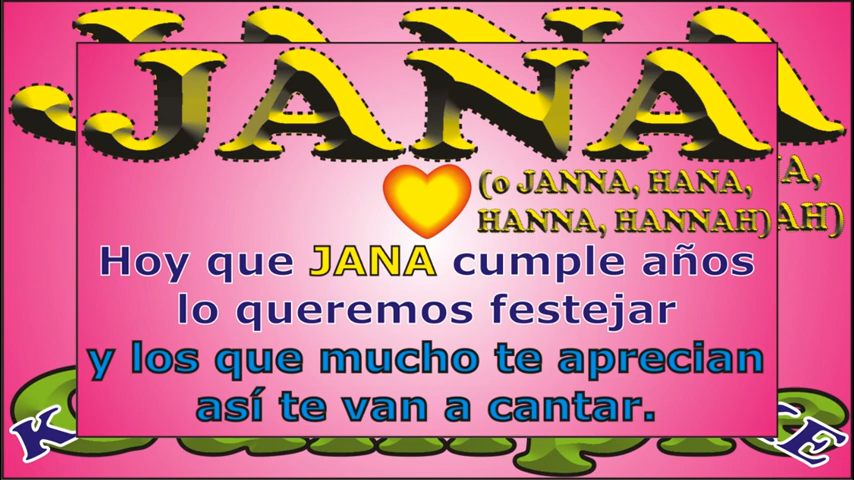 JANA
(o JANNA, HANA,
HANNA, HANNAH)
Hoy que JANA cumple años
lo queremos festejar
y los que mucho te aprecian
así te van a cantar.